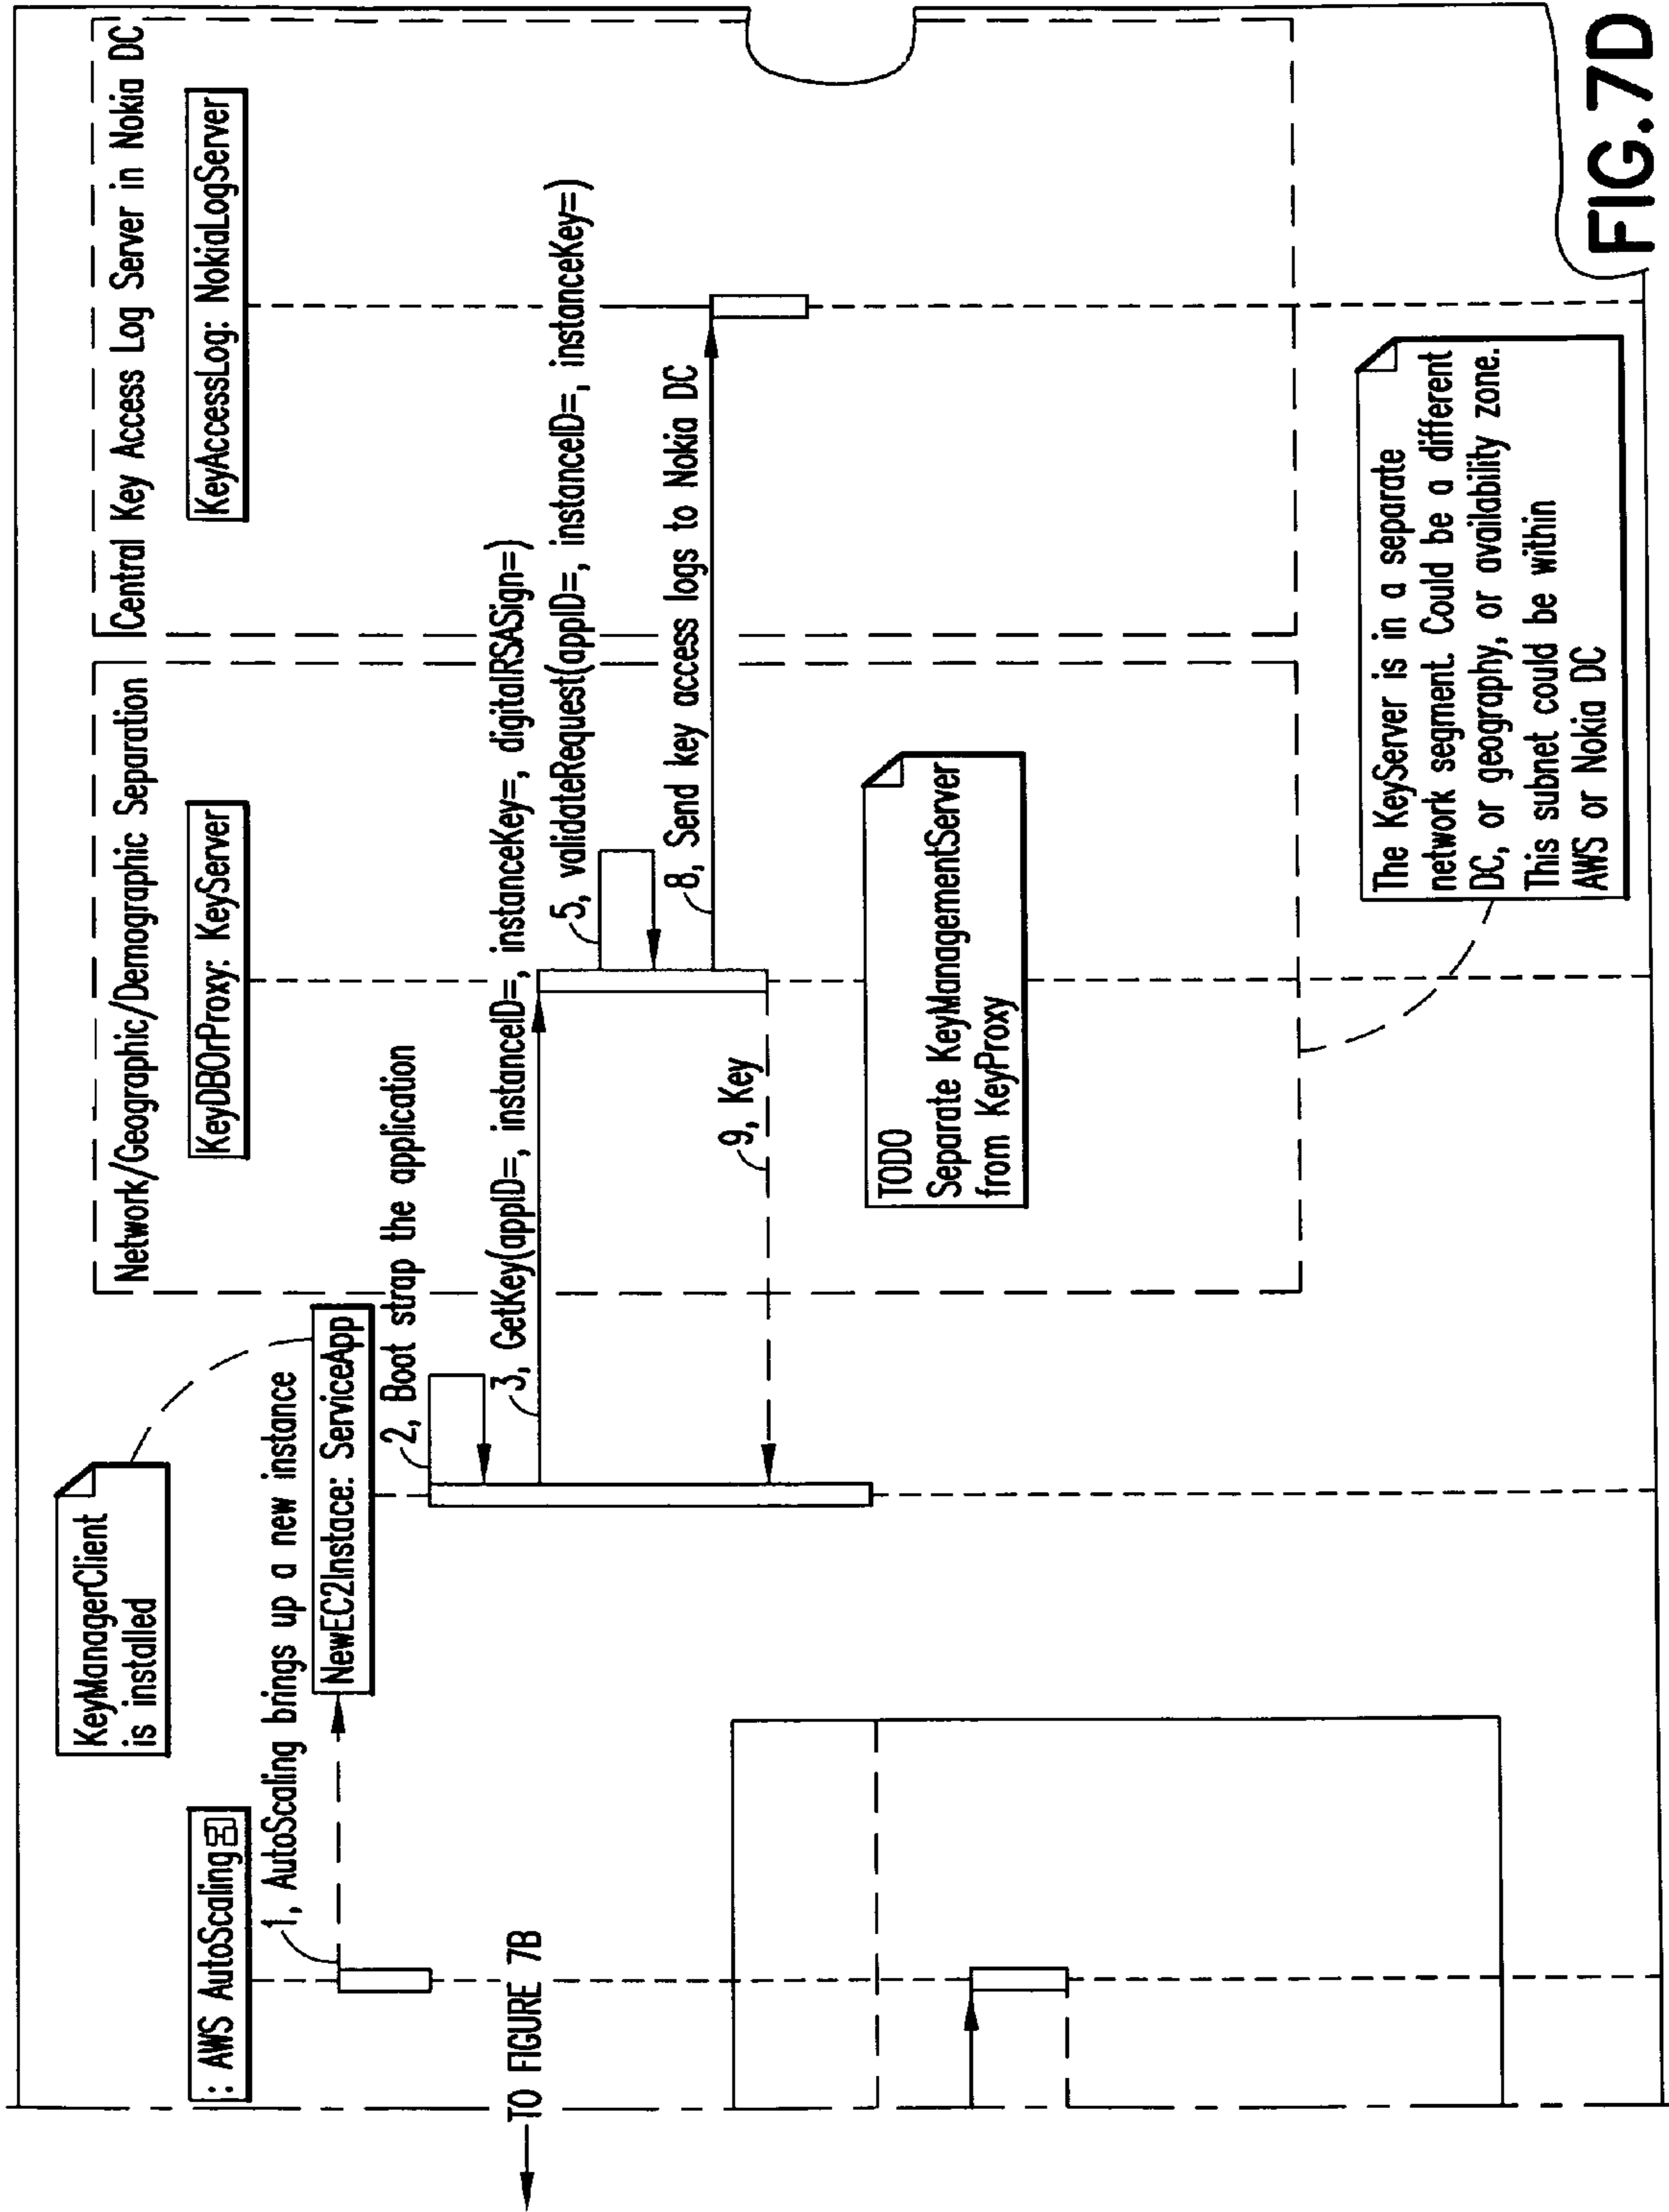 KeyManagerClient
is installed
: AWS AutoScaling
1, AutoScaling brings up a new instance
NewEC2Instace: ServiceApp
2, Boot strap the application
Network/Geographic/Demographic Separation
KeyDBOrProxy: KeyServer
Central Key Access Log Server in Nokia DC
KeyAccessLog: NokiaLogServer
3, GetKey(appID=, instanceID=, instanceKey=, digitalRSASign=)
5, validateRequest(appID=, instanceID=, instanceKey=)
8, Send key access logs to Nokia DC
9, Key
TO FIGURE 7B
TODO
Separate KeyManagementServer
from KeyProxy
The KeyServer is in a separate
network segment. Could be a different
DC, or geography, or availability zone.
This subnet could be within
AWS or Nokia DC
FIG.7D